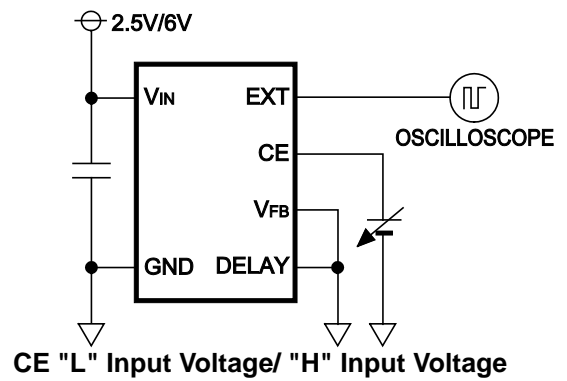 2.5V/6V
VIN
EXT
OSCILLOSCOPE
CE
VFB
GND
DELAY
CE "L" Input Voltage/ "H" Input Voltage